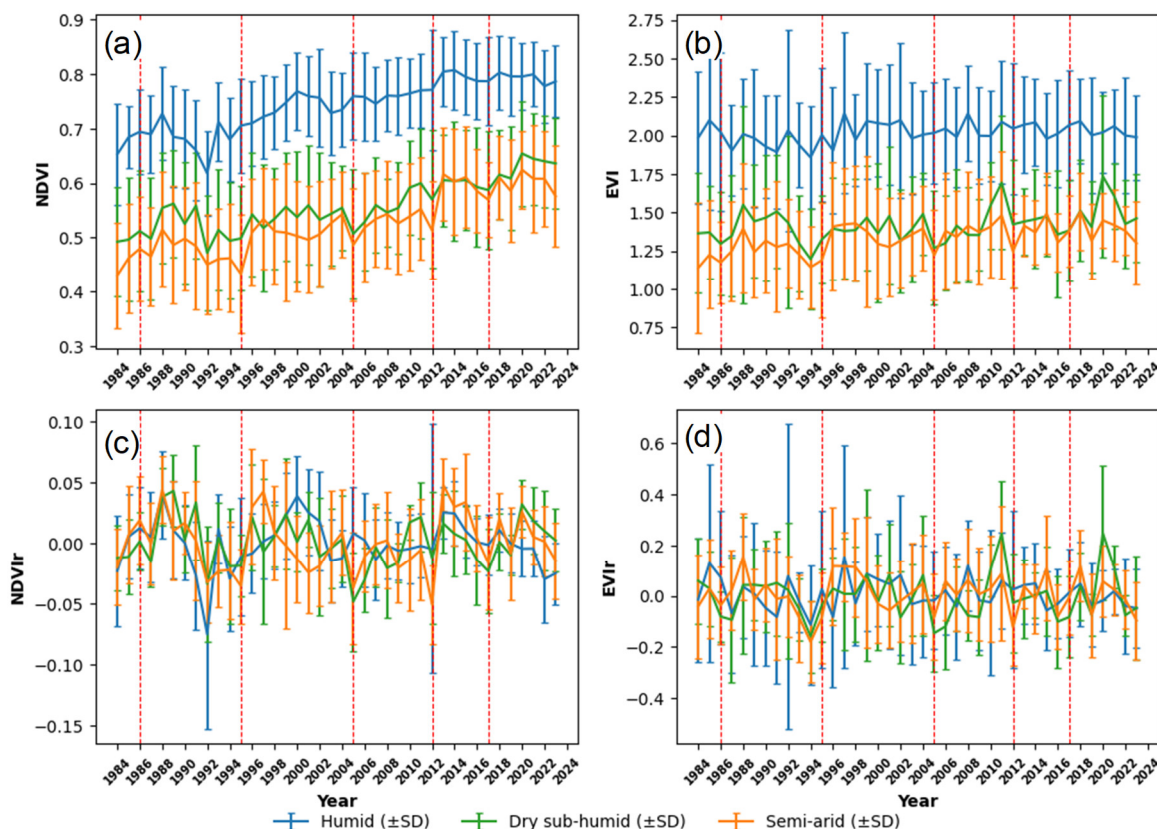 (a)
NDVI
0.9
0.8
0.7
0.6
0.5
0.4
0.3
1984 1986 1988 1990 1992 1994 1996 1998 2000 2002 2004 2006 2008 2010 2012 2014 2016 2018 2020 2022 2024
(b)
EVI
2.75
2.50
2.25
2.00
1.75
1.50
1.25
1.00
0.75
1984 1986 1988 1990 1992 1994 1996 1998 2000 2002 2004 2006 2008 2010 2012 2014 2016 2018 2020 2022 2024
(c)
NDVIr
0.10
0.05
0.00
−0.05
−0.10
−0.15
1984 1986 1988 1990 1992 1994 1996 1998 2000 2002 2004 2006 2008 2010 2012 2014 2016 2018 2020 2022 2024
Year
(d)
EVIr
0.6
0.4
0.2
0.0
−0.2
−0.4
1984 1986 1988 1990 1992 1994 1996 1998 2000 2002 2004 2006 2008 2010 2012 2014 2016 2018 2020 2022 2024
Year
Humid (±SD) Dry sub-humid (±SD) Semi-arid (±SD)